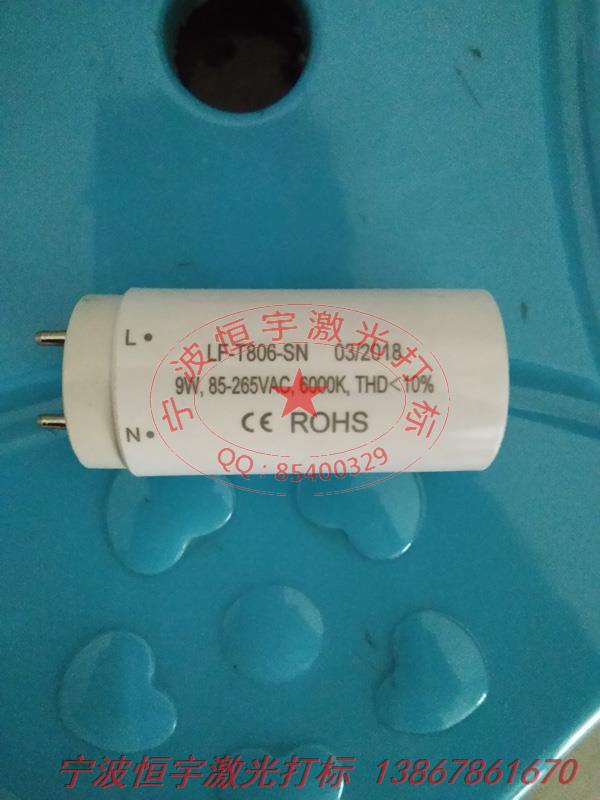 L
LF-T806-SN 03/2018
9W, 85-265VAC, 6000K, THD<10%
N
CE ROHS
宁波恒宇激光打标
QQ:85400329
宁波恒宇激光打标 13867861670